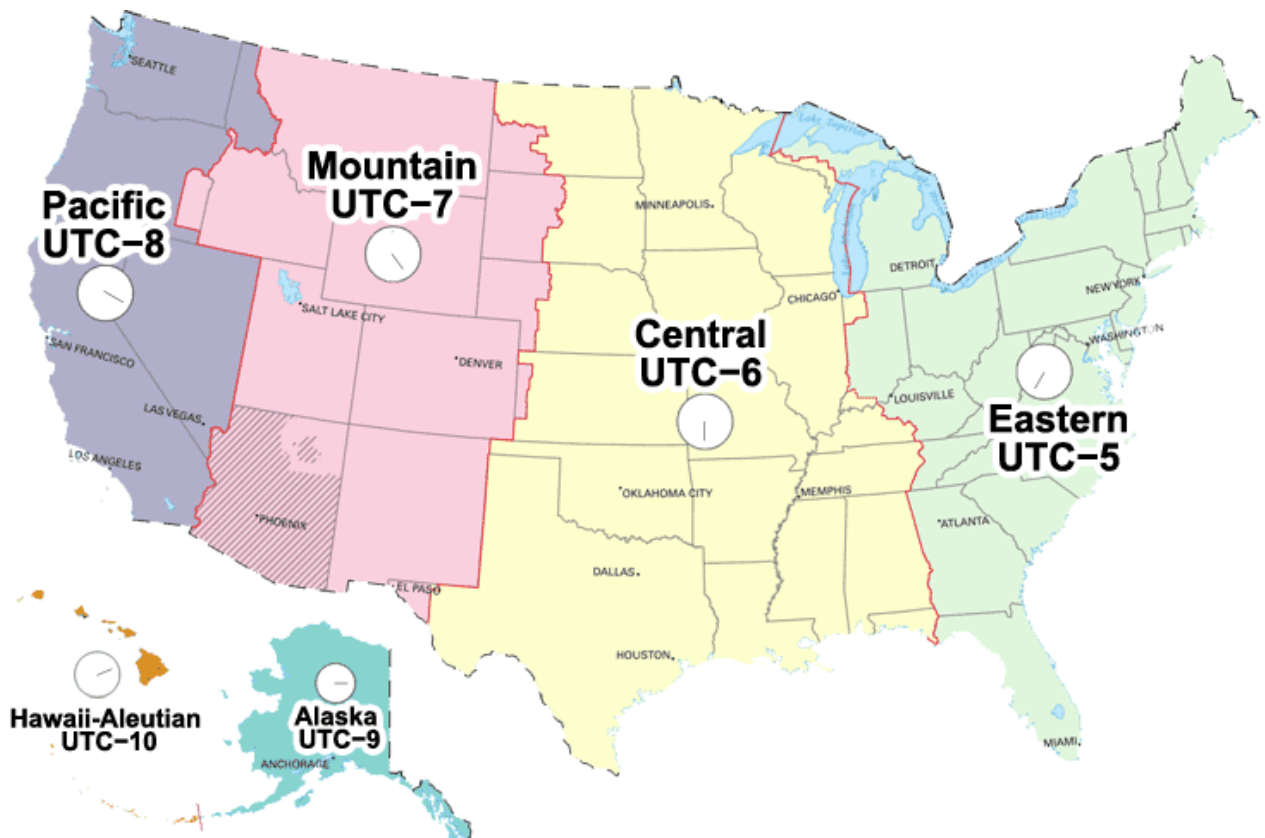 SEATTLE
Lake Superior
Mountain
UTC−7
Pacific
UTC−8
MINNEAPOLIS
DETROIT
NEW YORK
CHICAGO
SALT LAKE CITY
WASHINGTON
SAN FRANCISCO
Central
UTC−6
DENVER
LOUISVILLE
LAS VEGAS
Eastern
UTC−5
LOS ANGELES
OKLAHOMA CITY
MEMPHIS
PHOENIX
ATLANTA
DALLAS
EL PASO
HOUSTON
Hawaii-Aleutian
UTC−10
Alaska
UTC−9
MIAMI
ANCHORAGE